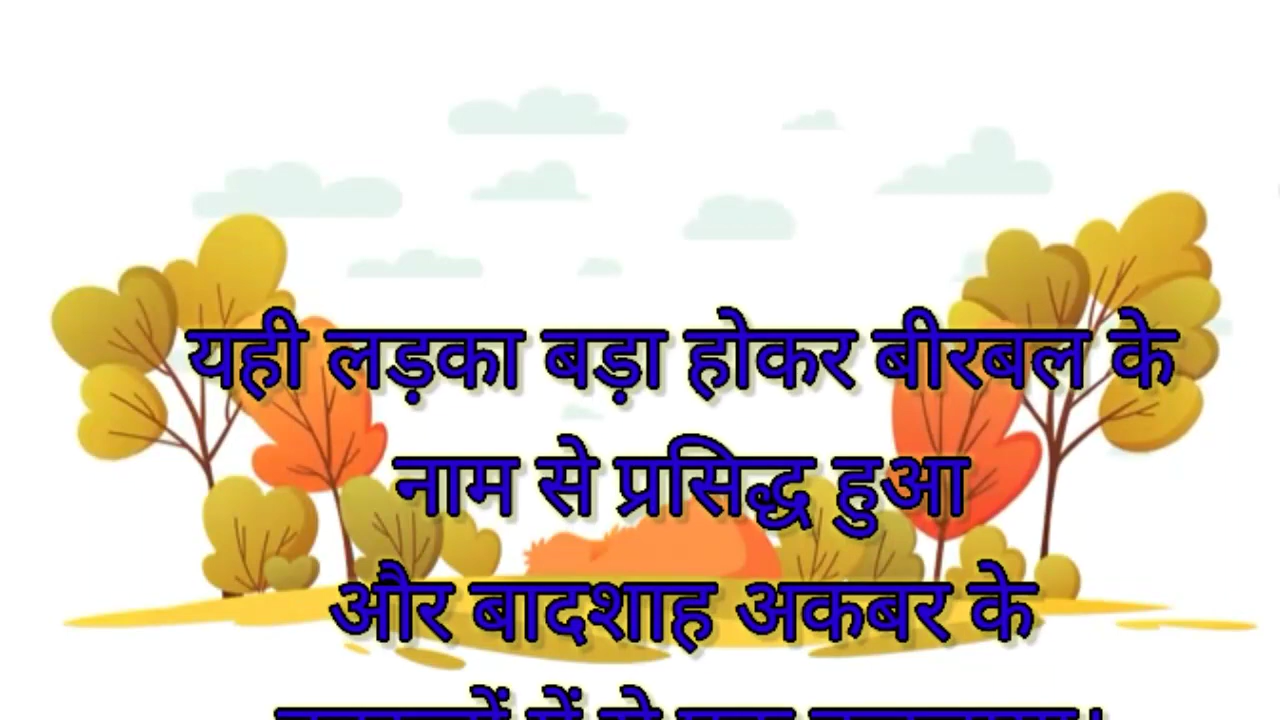 यही लड़का बड़ा होकर बीरबल के
नाम से प्रसिद्ध हुआ
और बादशाह अकबर के